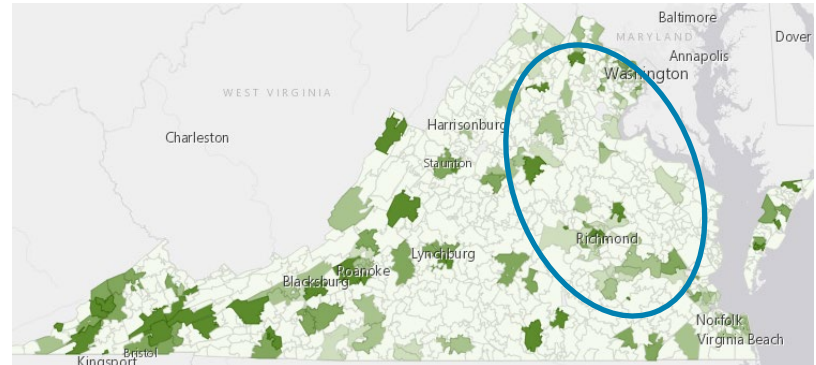 Baltimore
MARYLAND
Dover
Annapolis
Washington
WEST VIRGINIA
Charleston
Harrisonburg
Staunton
Richmond
Lynchburg
Roanoke
Blacksburg
Norfolk
Virginia Beach
Bristol
Kingsport